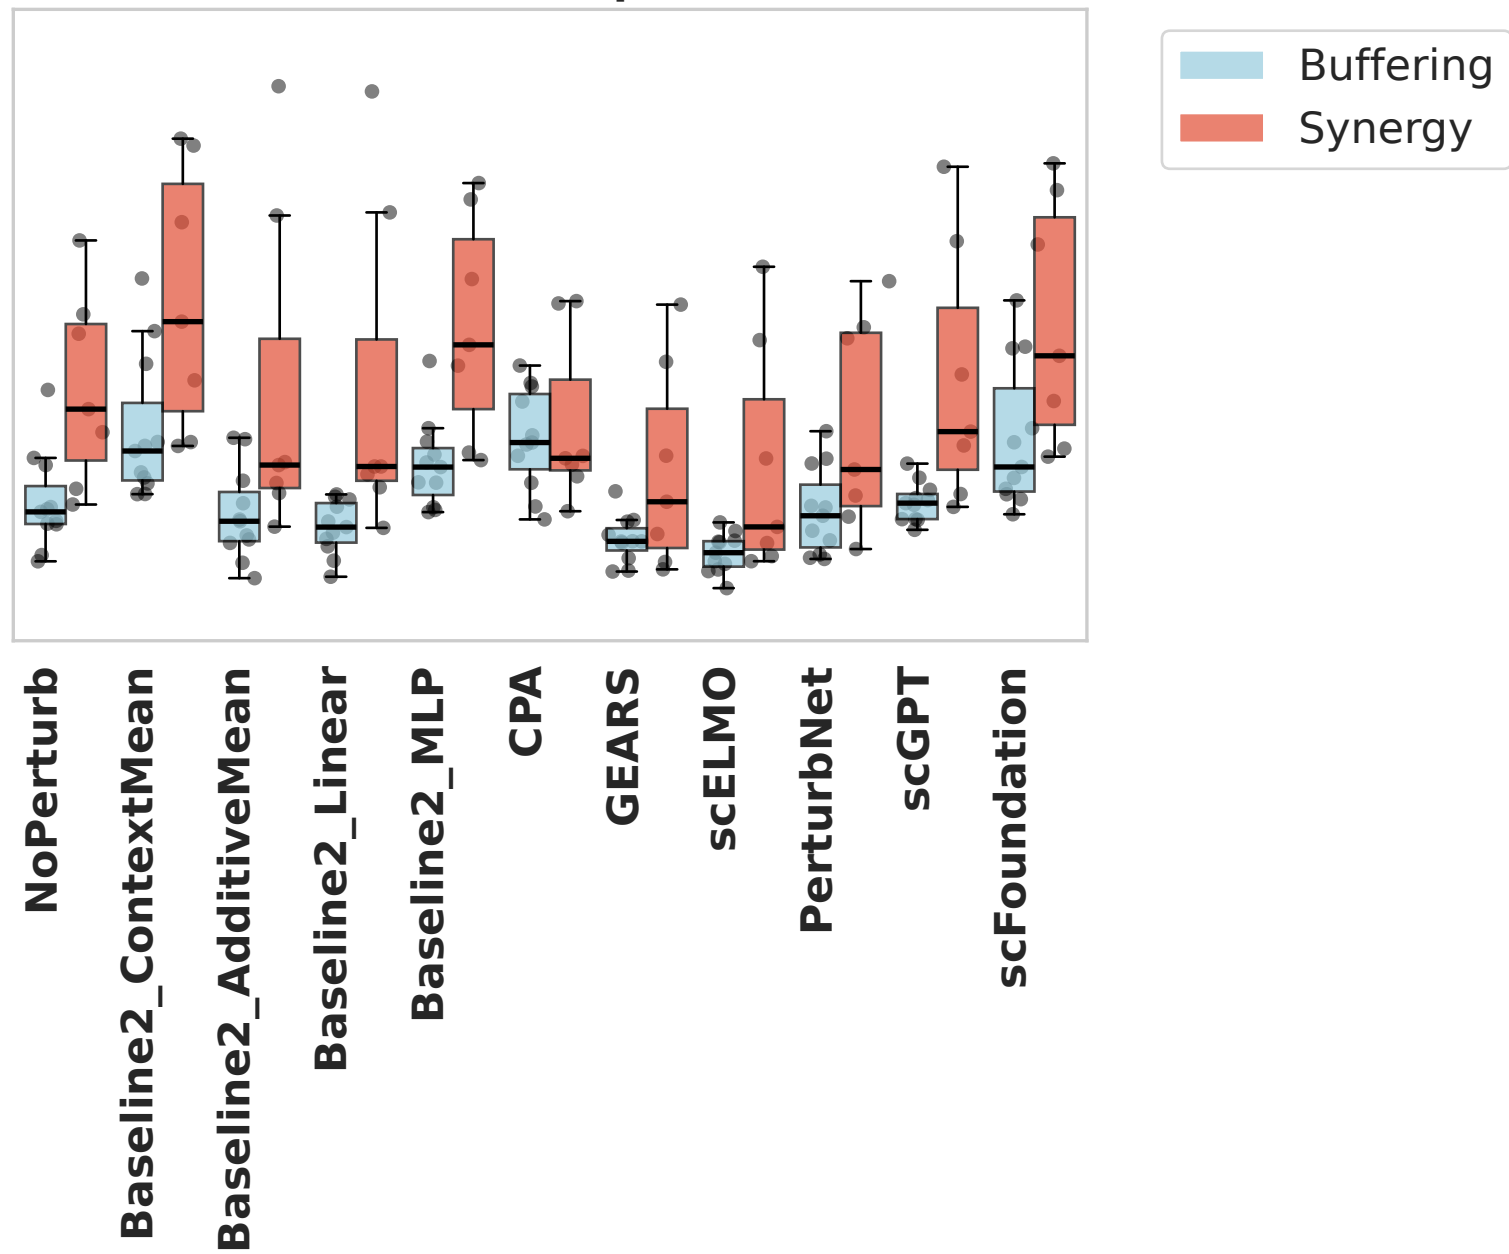 Buffering
Synergy
NoPerturb
Baseline2_ContextMean
Baseline2_AdditiveMean
Baseline2_Linear
Baseline2_MLP
CPA
GEARS
scELMO
PerturbNet
scGPT
scFoundation